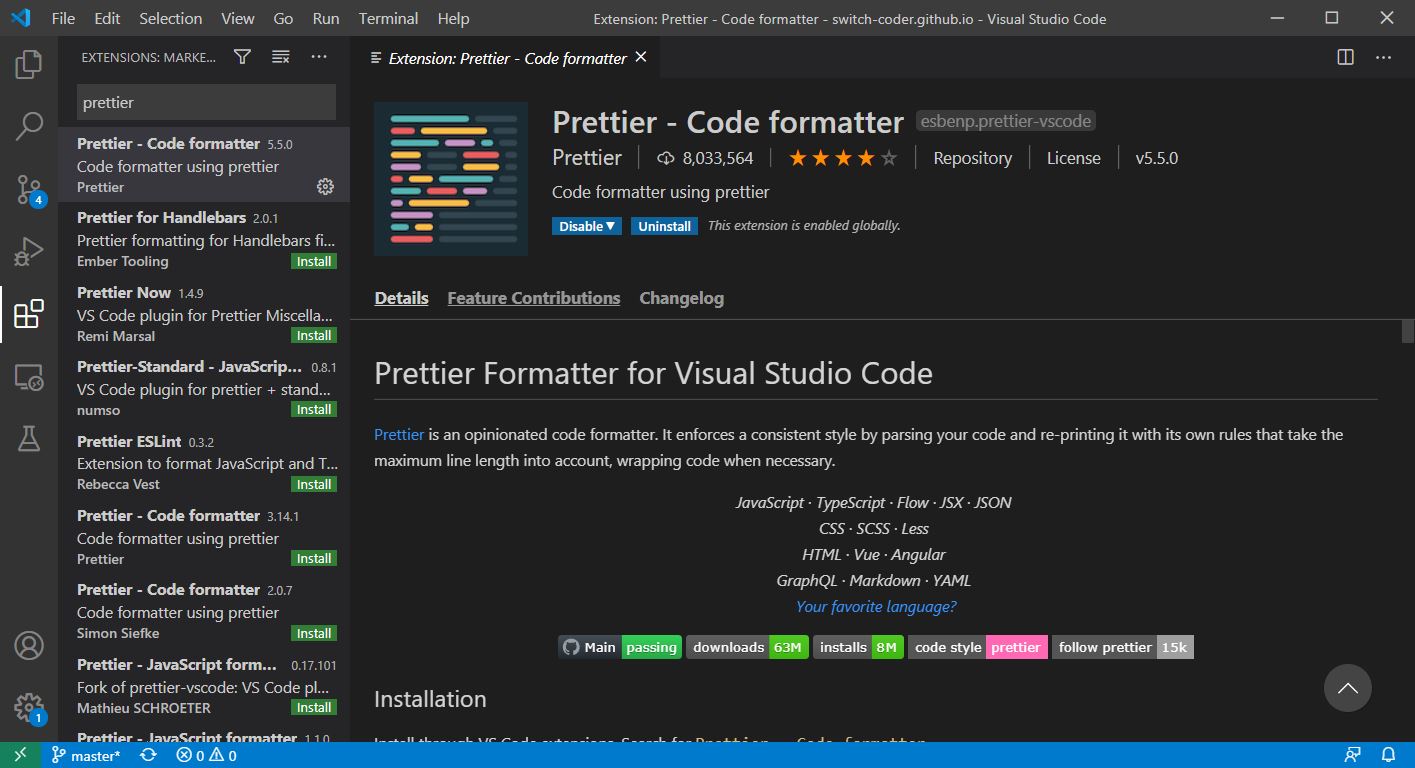 File Edit Selection View Go Run Terminal Help
Extension: Prettier - Code formatter - switch-coder.github.io - Visual Studio Code
EXTENSIONS: MARKE...
prettier
Prettier - Code formatter 5.5.0
Code formatter using prettier
Prettier
Prettier for Handlebars 2.0.1
Prettier formatting for Handlebars fi...
Ember Tooling Install
Prettier Now 1.4.9
VS Code plugin for Prettier Miscella...
Remi Marsal Install
Prettier-Standard - JavaScrip... 0.8.1
VS Code plugin for prettier + stand...
numso Install
Prettier ESLint 0.3.2
Extension to format JavaScript and T...
Rebecca Vest Install
Prettier - Code formatter 3.14.1
Code formatter using prettier
Prettier Install
Prettier - Code formatter 2.0.7
Code formatter using prettier
Simon Siefke Install
Prettier - JavaScript form... 0.17.101
Fork of prettier-vscode: VS Code pl...
Mathieu SCHROETER Install
Prettier - JavaScript formatter 1.1.0
4
1
Extension: Prettier - Code formatter
Prettier - Code formatter esbenp.prettier-vscode
Prettier 8,033,564 Repository License v5.5.0
Code formatter using prettier
Disable Uninstall This extension is enabled globally.
Details Feature Contributions Changelog
Prettier Formatter for Visual Studio Code
Prettier is an opinionated code formatter. It enforces a consistent style by parsing your code and re-printing it with its own rules that take the
maximum line length into account, wrapping code when necessary.
JavaScript · TypeScript · Flow · JSX · JSON
CSS · SCSS · Less
HTML · Vue · Angular
GraphQL · Markdown · YAML
Your favorite language?
Main passing downloads 63M installs 8M code style prettier follow prettier 15k
Installation
Install through VS Code extensions. Search for Prettier - Code formatter
master* 0 0